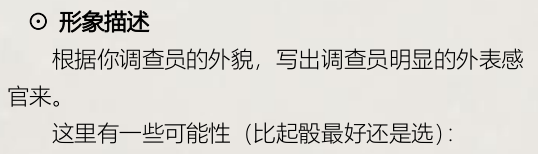 ⊙ 形象描述
根据你调查员的外貌，写出调查员明显的外表感
官来。
这里有一些可能性（比起骰最好还是选）：